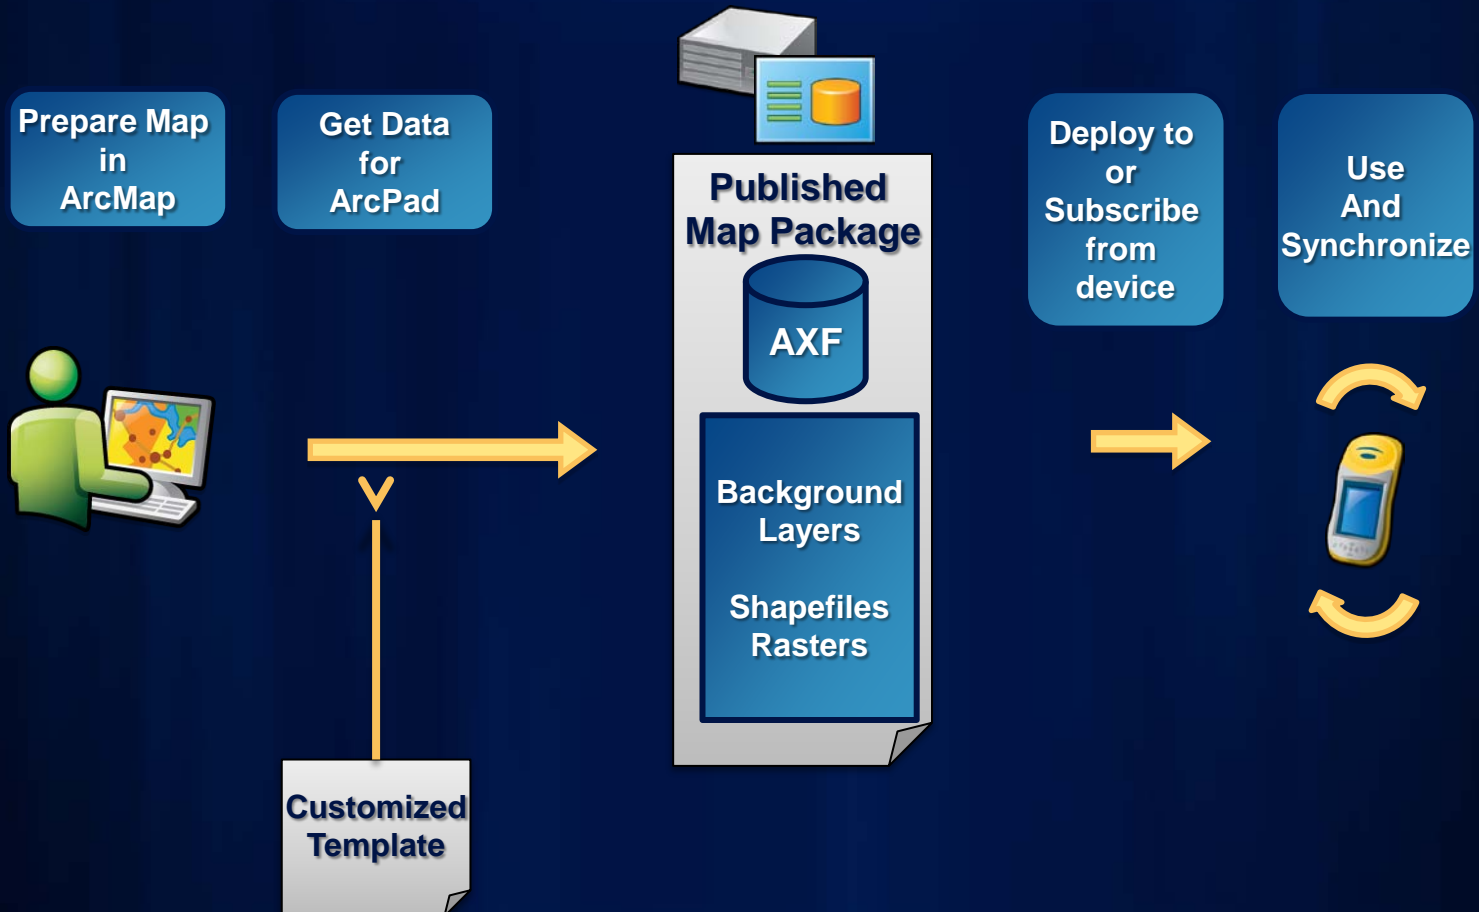 Prepare Map
in
ArcMap
Get Data
for
ArcPad
Published
Map Package
AXF
Background
Layers
Shapefiles
Rasters
Deploy to
or
Subscribe
from
device
Use
And
Synchronize
Customized
Template